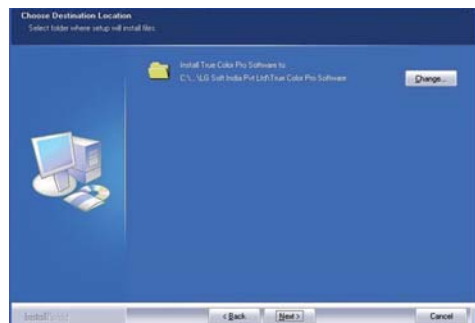 Choose Destination Location
Select folder where setup will install files.
Install True Color Pro Software to:
C:\...\LG Soft India Pvt Ltd\True Color Pro Software
Change...
InstallShield
< Back
Next >
Cancel